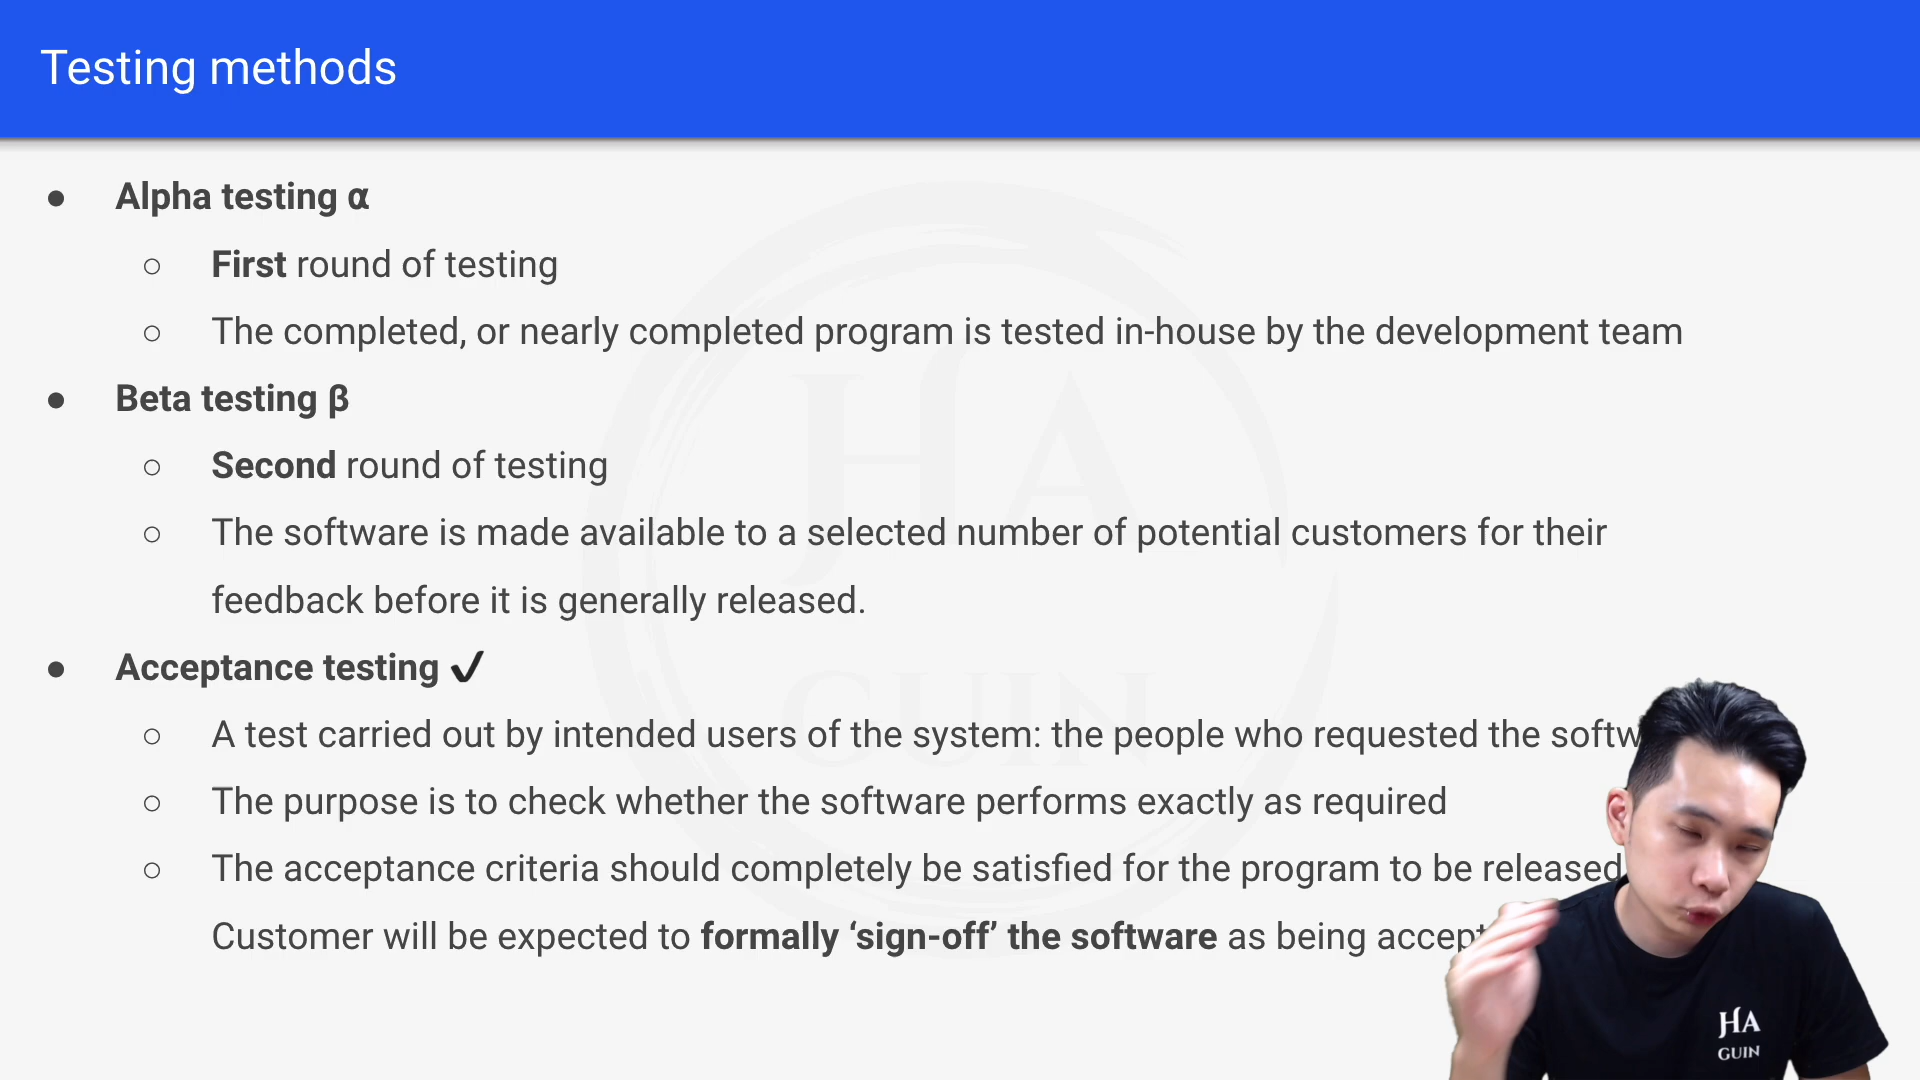 Testing methods
● Alpha testing α
○ First round of testing
○ The completed, or nearly completed program is tested in-house by the development team
● Beta testing β
○ Second round of testing
○ The software is made available to a selected number of potential customers for their
feedback before it is generally released.
● Acceptance testing ✔
○ A test carried out by intended users of the system: the people who requested the
○ The purpose is to check whether the software performs exactly as required
○ The acceptance criteria should completely be satisfied for the program to be released
Customer will be expected to formally ‘sign-off’ the software as being
HA
GUIN
HA
GUIN